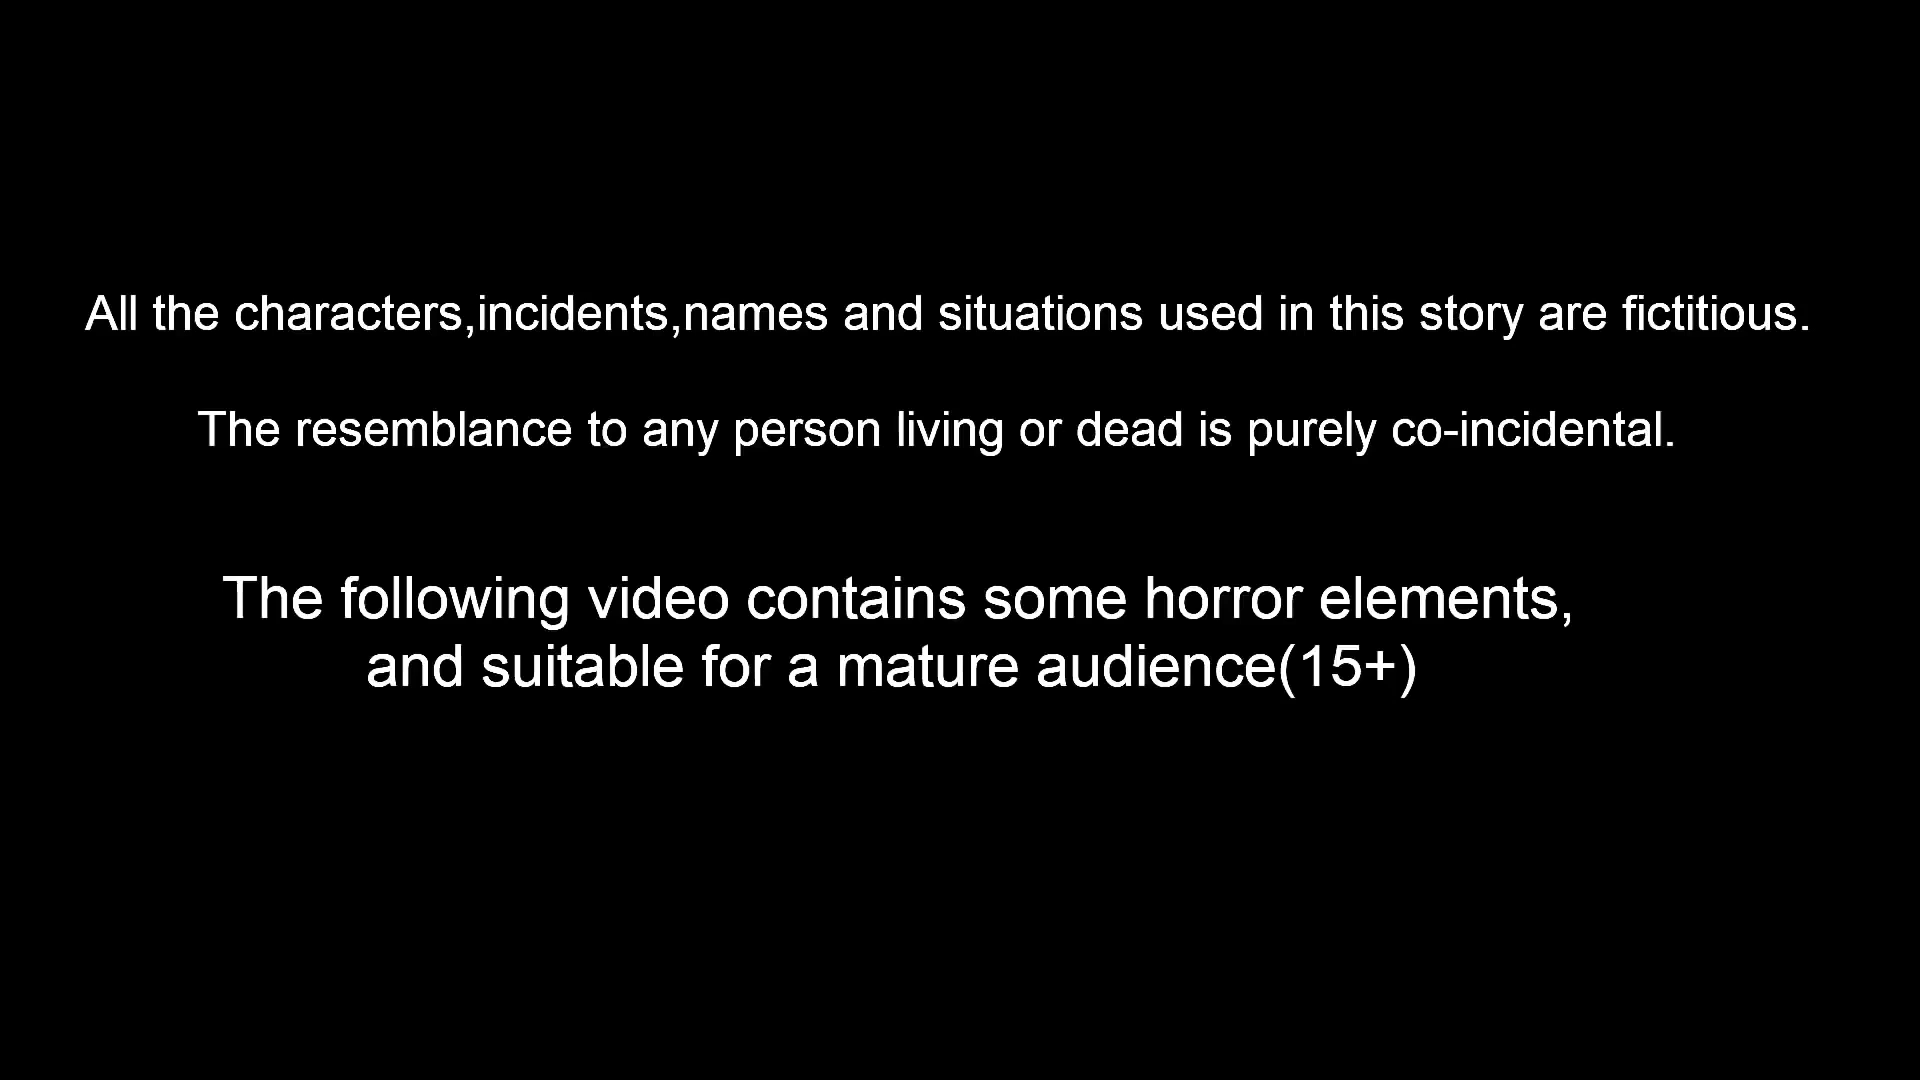 All the characters,incidents,names and situations used in this story are fictitious.
The resemblance to any person living or dead is purely co-incidental.
The following video contains some horror elements,
and suitable for a mature audience(15+)